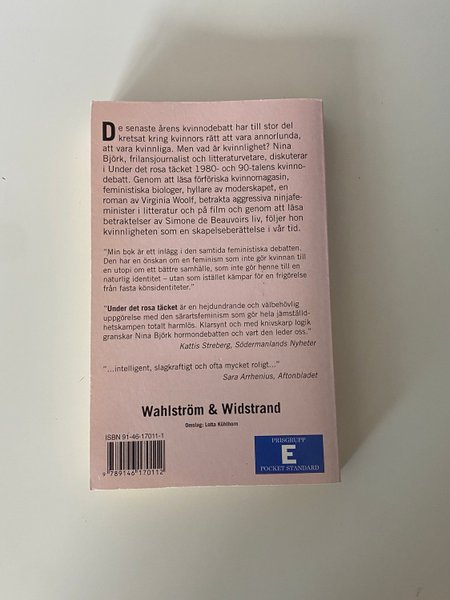 De senaste årens kvinnodebatt har till stor del
kretsat kring kvinnors rätt att vara annorlunda,
att vara kvinnliga. Men vad är kvinnlighet? Nina
Björk, frilansjournalist och litteraturvetare, diskuterar
i Under det rosa täcket 1980- och 90-talens kvinno-
debatt. Genom att läsa förföriska kvinnomagasin,
feministiska biologer, hyllare av moderskapet, en
roman av Virginia Woolf, betrakta aggressiva ninjafe-
minister i litteratur och på film och genom att läsa
betraktelser av Simone de Beauvoirs liv, följer hon
kvinnligheten som en skapelseberättelse i vår tid.
"Min bok är ett inlägg i den samtida feministiska debatten.
Den har en önskan om en feminism som inte gör kvinnan till
en utopi om ett bättre samhälle, som inte gör henne till en
naturlig identitet – utan som istället kämpar för en frigörelse
från fasta könsidentiteter."
"Under det rosa täcket är en hejdundrande och välbehövlig
uppgörelse med den särartsfeminism som gör hela jämställd-
hetskampen totalt harmlös. Klarsynt och med knivskarp logik
granskar Nina Björk hormondebatten och vart den leder oss."
Kattis Streberg, Södermanlands Nyheter
"...intelligent, slagkraftigt och ofta mycket roligt..."
Sara Arrhenius, Aftonbladet
Wahlström & Widstrand
Omslag: Lotta Kühlhorn
ISBN 91-46-17011-1
9 789146 170112
PRISGRUPP
E
POCKET STANDARD